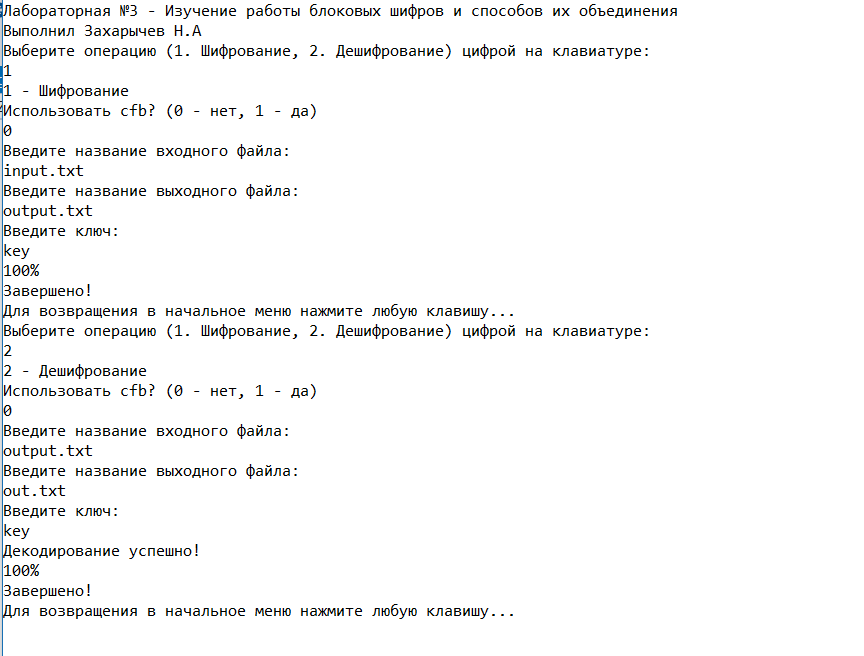 Лабораторная №3 - Изучение работы блоковых шифров и способов их объединения
Выполнил Захарычев Н.А
Выберите операцию (1. Шифрование, 2. Дешифрование) цифрой на клавиатуре:
1
1 - Шифрование
Использовать cfb? (0 - нет, 1 - да)
0
Введите название входного файла:
input.txt
Введите название выходного файла:
output.txt
Введите ключ:
key
100%
Завершено!
Для возвращения в начальное меню нажмите любую клавишу...
Выберите операцию (1. Шифрование, 2. Дешифрование) цифрой на клавиатуре:
2
2 - Дешифрование
Использовать cfb? (0 - нет, 1 - да)
0
Введите название входного файла:
output.txt
Введите название выходного файла:
out.txt
Введите ключ:
key
Декодирование успешно!
100%
Завершено!
Для возвращения в начальное меню нажмите любую клавишу...